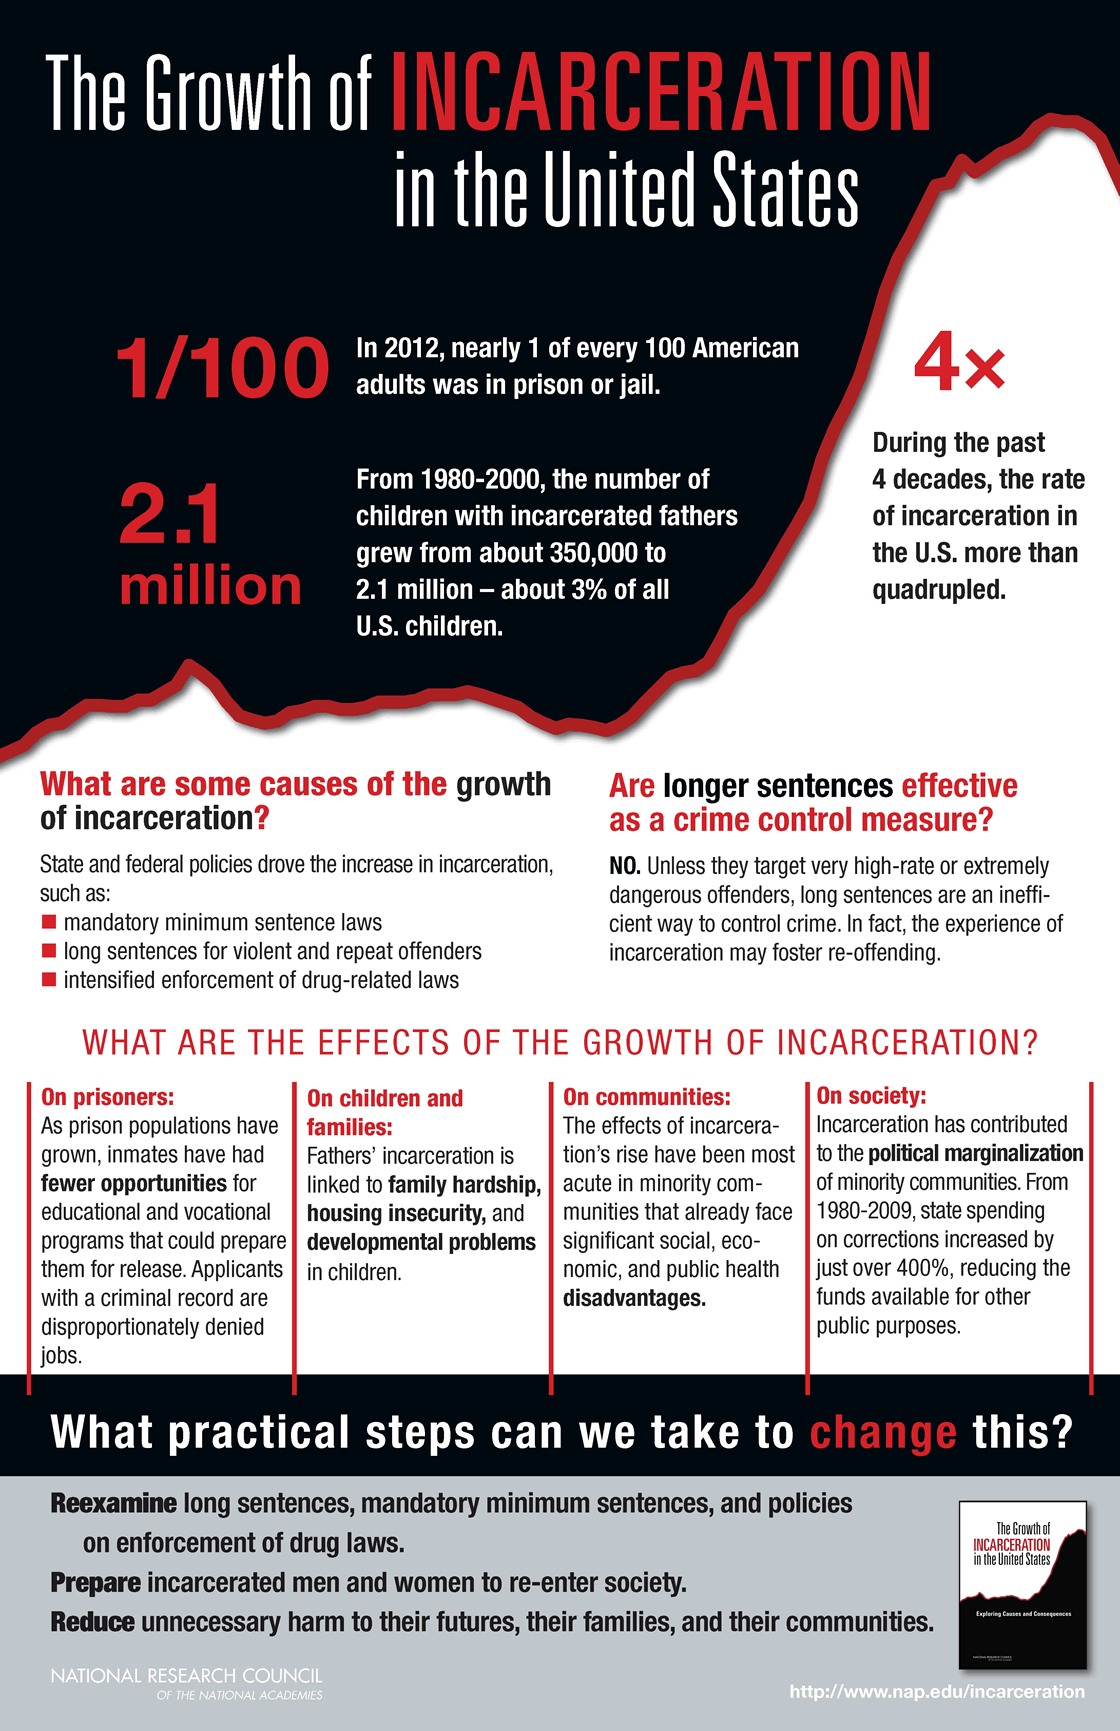 The Growth of INCARCERATION
in the United States
1/100
In 2012, nearly 1 of every 100 American
adults was in prison or jail.
4×
During the past
4 decades, the rate
of incarceration in
the U.S. more than
quadrupled.
2.1
million
From 1980-2000, the number of
children with incarcerated fathers
grew from about 350,000 to
2.1 million – about 3% of all
U.S. children.
What are some causes of the growth
of incarceration?
State and federal policies drove the increase in incarceration,
such as:
■ mandatory minimum sentence laws
■ long sentences for violent and repeat offenders
■ intensified enforcement of drug-related laws
Are longer sentences effective
as a crime control measure?
NO. Unless they target very high-rate or extremely
dangerous offenders, long sentences are an ineffi-
cient way to control crime. In fact, the experience of
incarceration may foster re-offending.
WHAT ARE THE EFFECTS OF THE GROWTH OF INCARCERATION?
On prisoners:
As prison populations have
grown, inmates have had
fewer opportunities for
educational and vocational
programs that could prepare
them for release. Applicants
with a criminal record are
disproportionately denied
jobs.
On children and
families:
Fathers’ incarceration is
linked to family hardship,
housing insecurity, and
developmental problems
in children.
On communities:
The effects of incarcera-
tion’s rise have been most
acute in minority com-
munities that already face
significant social, eco-
nomic, and public health
disadvantages.
On society:
Incarceration has contributed
to the political marginalization
of minority communities. From
1980-2009, state spending
on corrections increased by
just over 400%, reducing the
funds available for other
public purposes.
What practical steps can we take to change this?
Reexamine long sentences, mandatory minimum sentences, and policies
on enforcement of drug laws.
Prepare incarcerated men and women to re-enter society.
Reduce unnecessary harm to their futures, their families, and their communities.
The Growth of
INCARCERATION
in the United States
Exploring Causes and Consequences
NATIONAL RESEARCH COUNCIL
OF THE NATIONAL ACADEMIES
http://www.nap.edu/incarceration